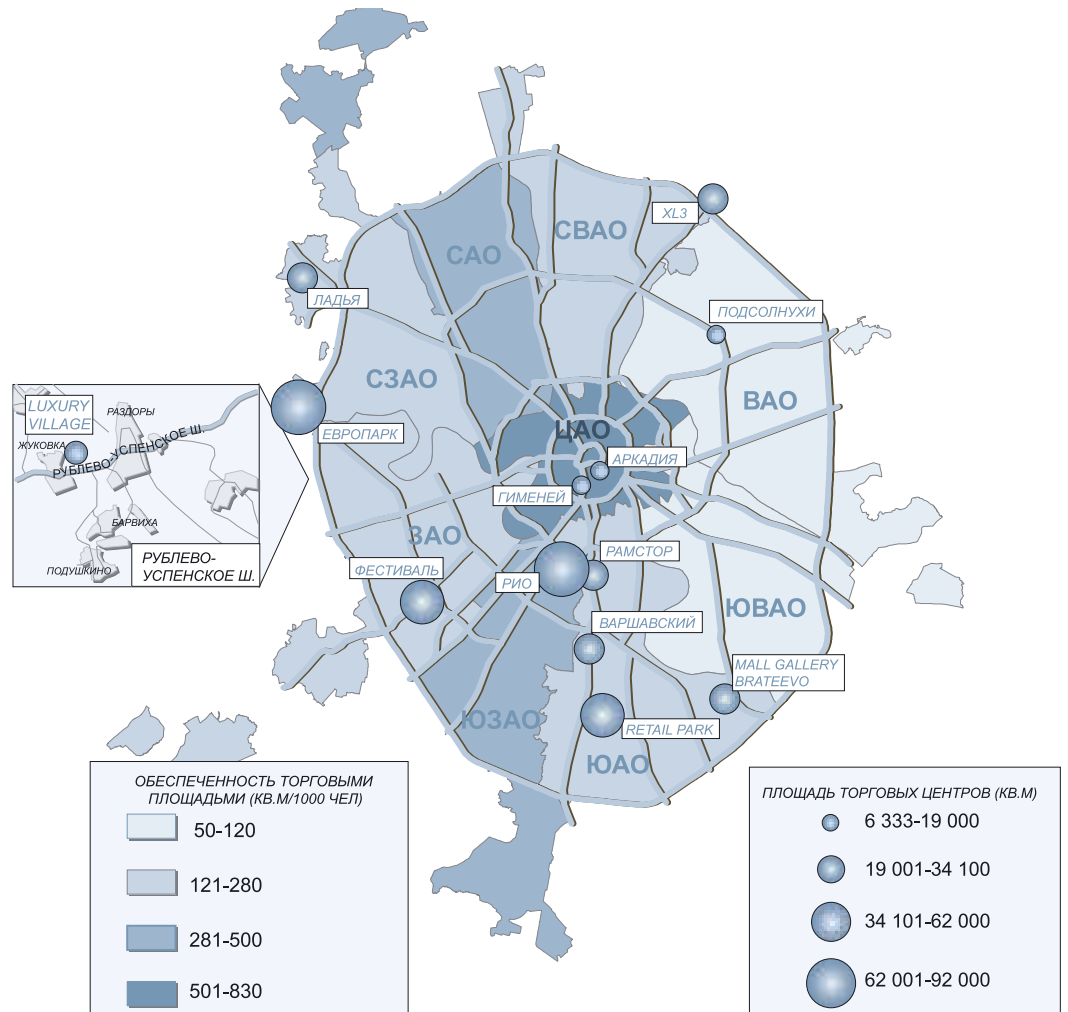 СВАО
XL3
САО
ЛАДЬЯ
ПОДСОЛНУХИ
СЗАО
ВАО
LUXURY
VILLAGE
РАЗДОРЫ
ЖУКОВКА
РУБЛЕВО-УСПЕНСКОЕ Ш.
БАРВИХА
ПОДУШКИНО
РУБЛЕВО-
УСПЕНСКОЕ Ш.
ЕВРОПАРК
ЦАО
АРКАДИЯ
ГИМЕНЕЙ
ЗАО
ФЕСТИВАЛЬ
РИО
РАМСТОР
ЮВАО
ВАРШАВСКИЙ
MALL GALLERY
BRATEEVO
ЮЗАО
RETAIL PARK
ЮАО
ОБЕСПЕЧЕННОСТЬ ТОРГОВЫМИ
ПЛОЩАДЬМИ (КВ.М/1000 ЧЕЛ)
50-120
121-280
281-500
501-830
ПЛОЩАДЬ ТОРГОВЫХ ЦЕНТРОВ (КВ.М)
6 333-19 000
19 001-34 100
34 101-62 000
62 001-92 000